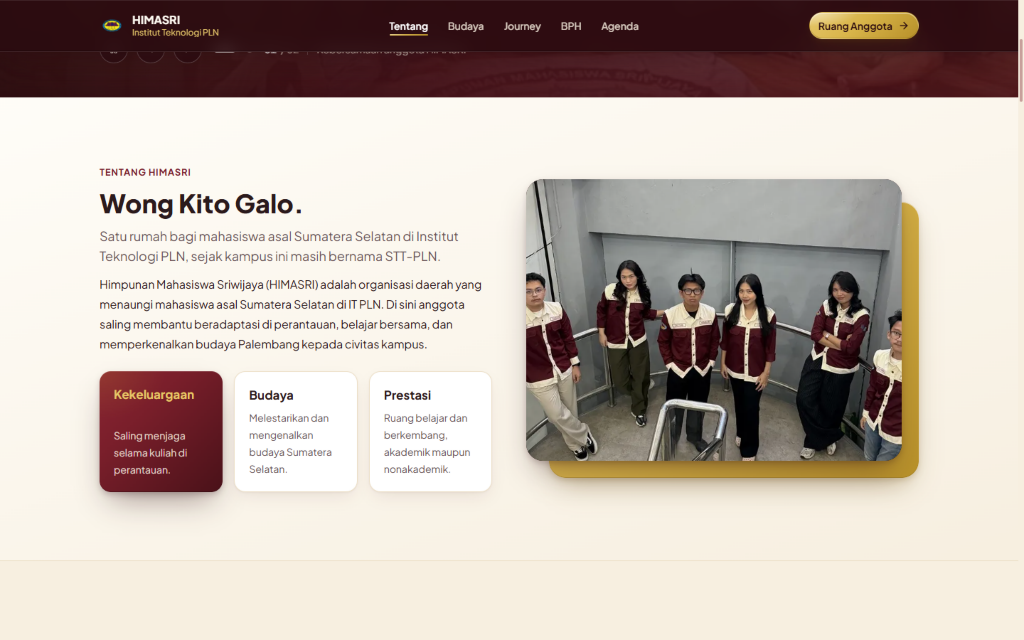 HIMASRI
Institut Teknologi PLN
Tentang
Budaya
Journey
BPH
Agenda
Ruang Anggota →
TENTANG HIMASRI
Wong Kito Galo.
Satu rumah bagi mahasiswa asal Sumatera Selatan di Institut
Teknologi PLN, sejak kampus ini masih bernama STT-PLN.
Himpunan Mahasiswa Sriwijaya (HIMASRI) adalah organisasi daerah yang
menaungi mahasiswa asal Sumatera Selatan di IT PLN. Di sini anggota
saling membantu beradaptasi di perantauan, belajar bersama, dan
memperkenalkan budaya Palembang kepada civitas kampus.
Kekeluargaan
Saling menjaga
selama kuliah di
perantauan.
Budaya
Melestarikan dan
mengenalkan
budaya Sumatera
Selatan.
Prestasi
Ruang belajar dan
berkembang,
akademik maupun
nonakademik.